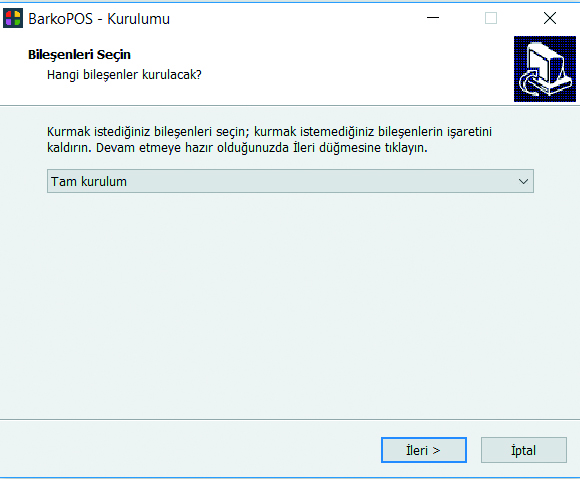 BarkoPOS - Kurulumu
Bileşenleri Seçin
Hangi bileşenler kurulacak?
Kurmak istediğiniz bileşenleri seçin; kurmak istemediğiniz bileşenlerin işaretini
kaldırın. Devam etmeye hazır olduğunuzda İleri düğmesine tıklayın.
Tam kurulum
İleri >
İptal